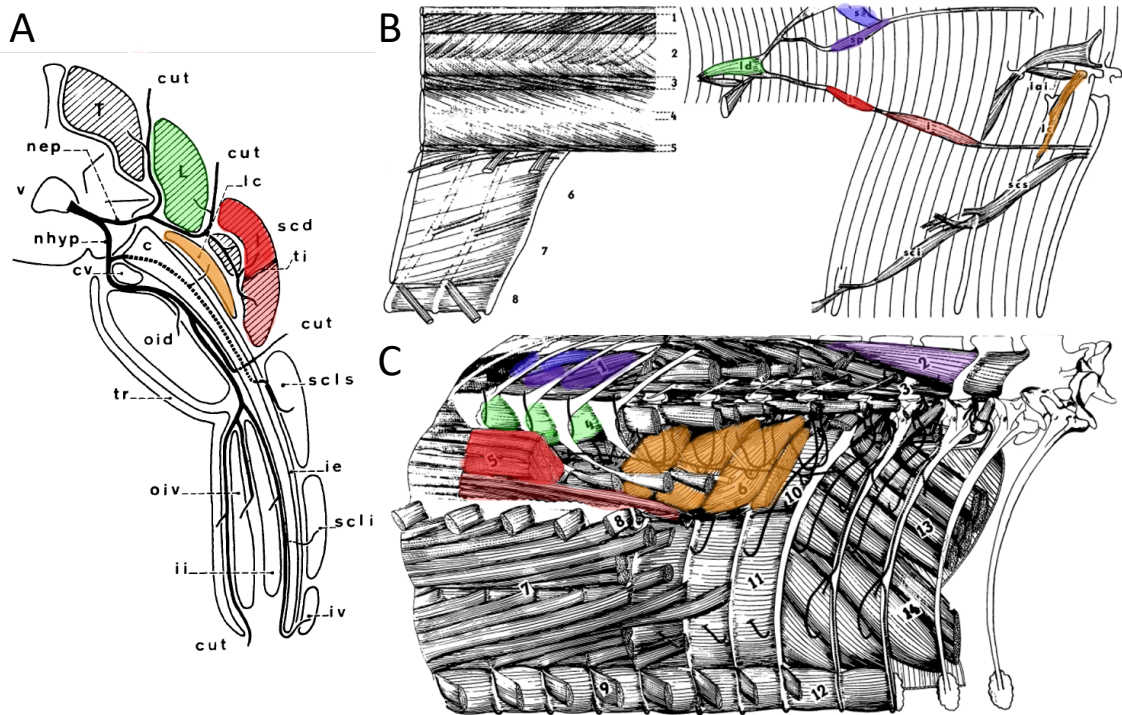 A
cut
T
nep
L
cut
lc
v
scd
nhyp
c
ti
cv
cut
oid
scls
tr
ie
oiv
scli
ii
iv
cut
B
1
2
3
4
5
6
7
8
sp
ld
iai
lc
scs
sci
C
1
2
3
4
5
6
7
8
9
10
11
12
13
14